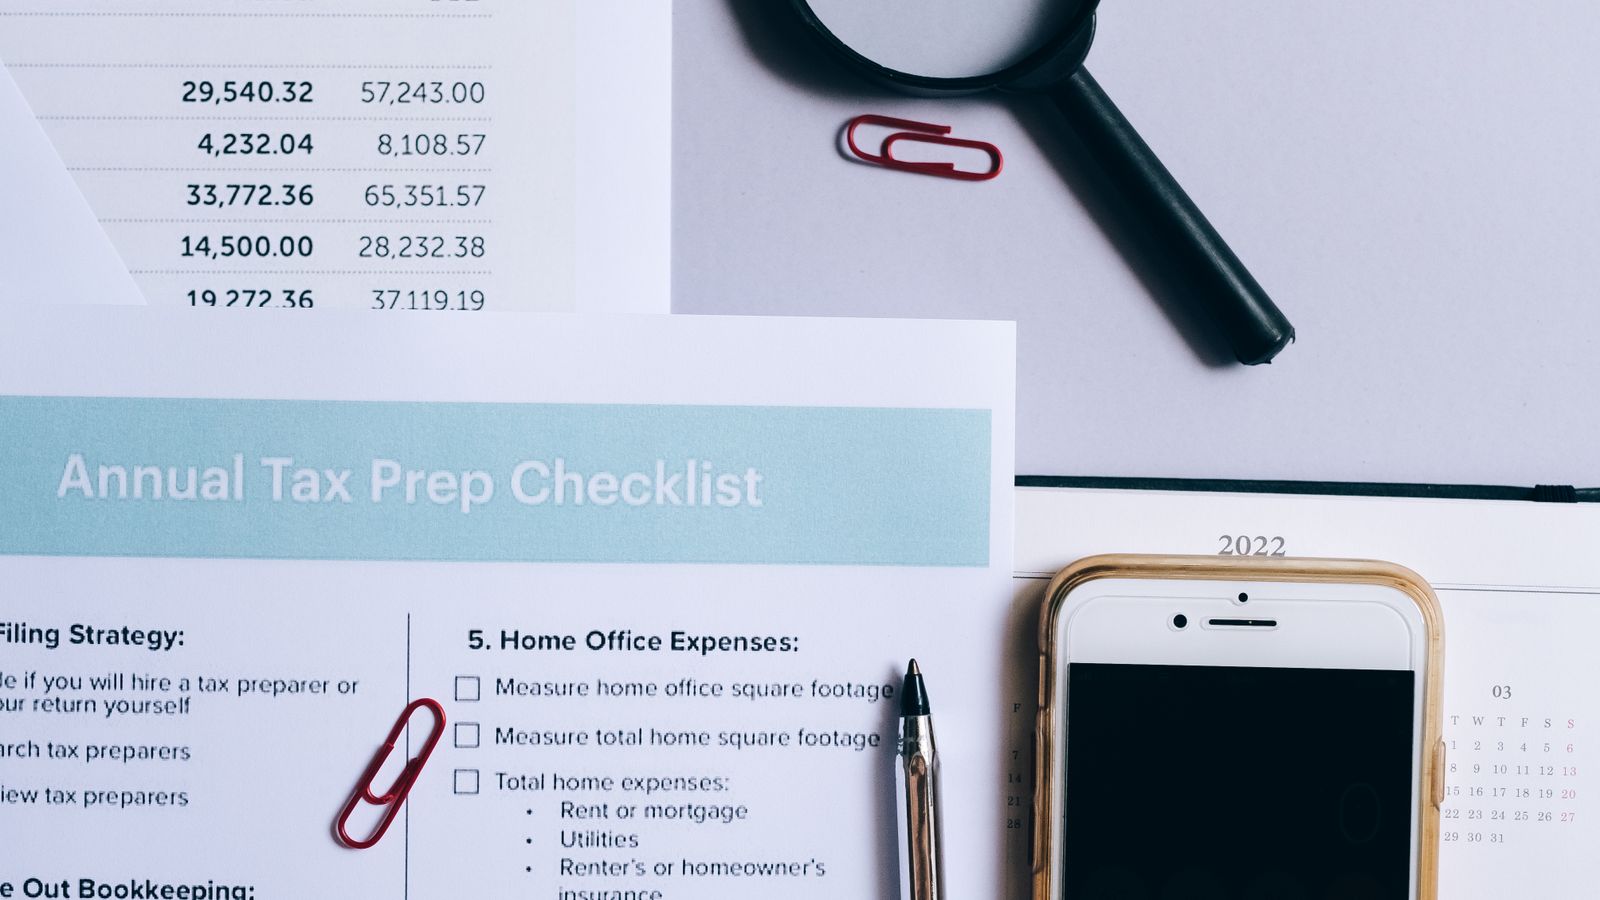 29,540.32 57,243.00
4,232.04 8,108.57
33,772.36 65,351.57
14,500.00 28,232.38
19,272.36 37,119.19
Annual Tax Prep Checklist
Filing Strategy:
de if you will hire a tax preparer or
our return yourself
arch tax preparers
iew tax preparers
e Out Bookkeeping:
5. Home Office Expenses:
Measure home office square footage
Measure total home square footage
Total home expenses:
• Rent or mortgage
• Utilities
• Renter's or homeowner's
insurance
2022
F
7
14
21
28
03
T W T F S S
1 2 3 4 5 6
8 9 10 11 12 13
15 16 17 18 19 20
22 23 24 25 26 27
29 30 31